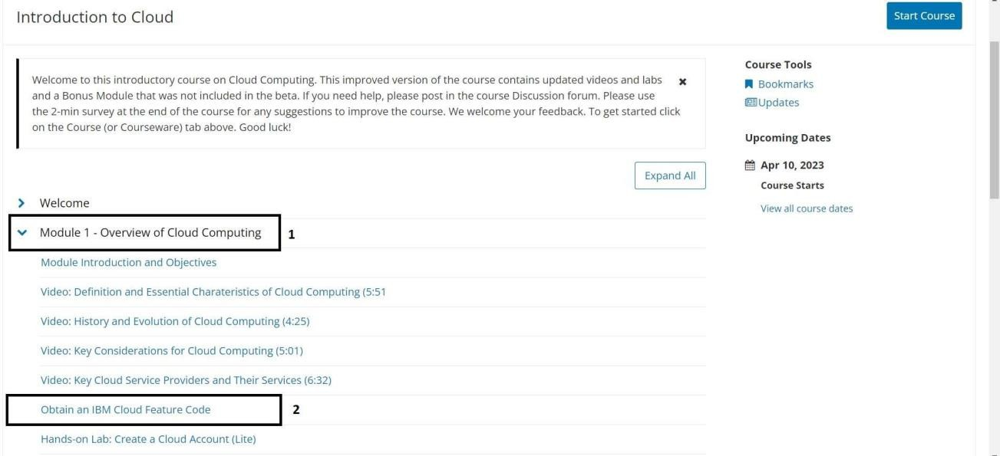 Introduction to Cloud
Start Course
Welcome to this introductory course on Cloud Computing. This improved version of the course contains updated videos and labs
and a Bonus Module that was not included in the beta. If you need help, please post in the course Discussion forum. Please use
the 2-min survey at the end of the course for any suggestions to improve the course. We welcome your feedback. To get started click
on the Course (or Courseware) tab above. Good luck!
Expand All
Welcome
Module 1 - Overview of Cloud Computing 1
Module Introduction and Objectives
Video: Definition and Essential Charateristics of Cloud Computing (5:51
Video: History and Evolution of Cloud Computing (4:25)
Video: Key Considerations for Cloud Computing (5:01)
Video: Key Cloud Service Providers and Their Services (6:32)
Obtain an IBM Cloud Feature Code 2
Hands-on Lab: Create a Cloud Account (Lite)
Course Tools
Bookmarks
Updates
Upcoming Dates
Apr 10, 2023
Course Starts
View all course dates